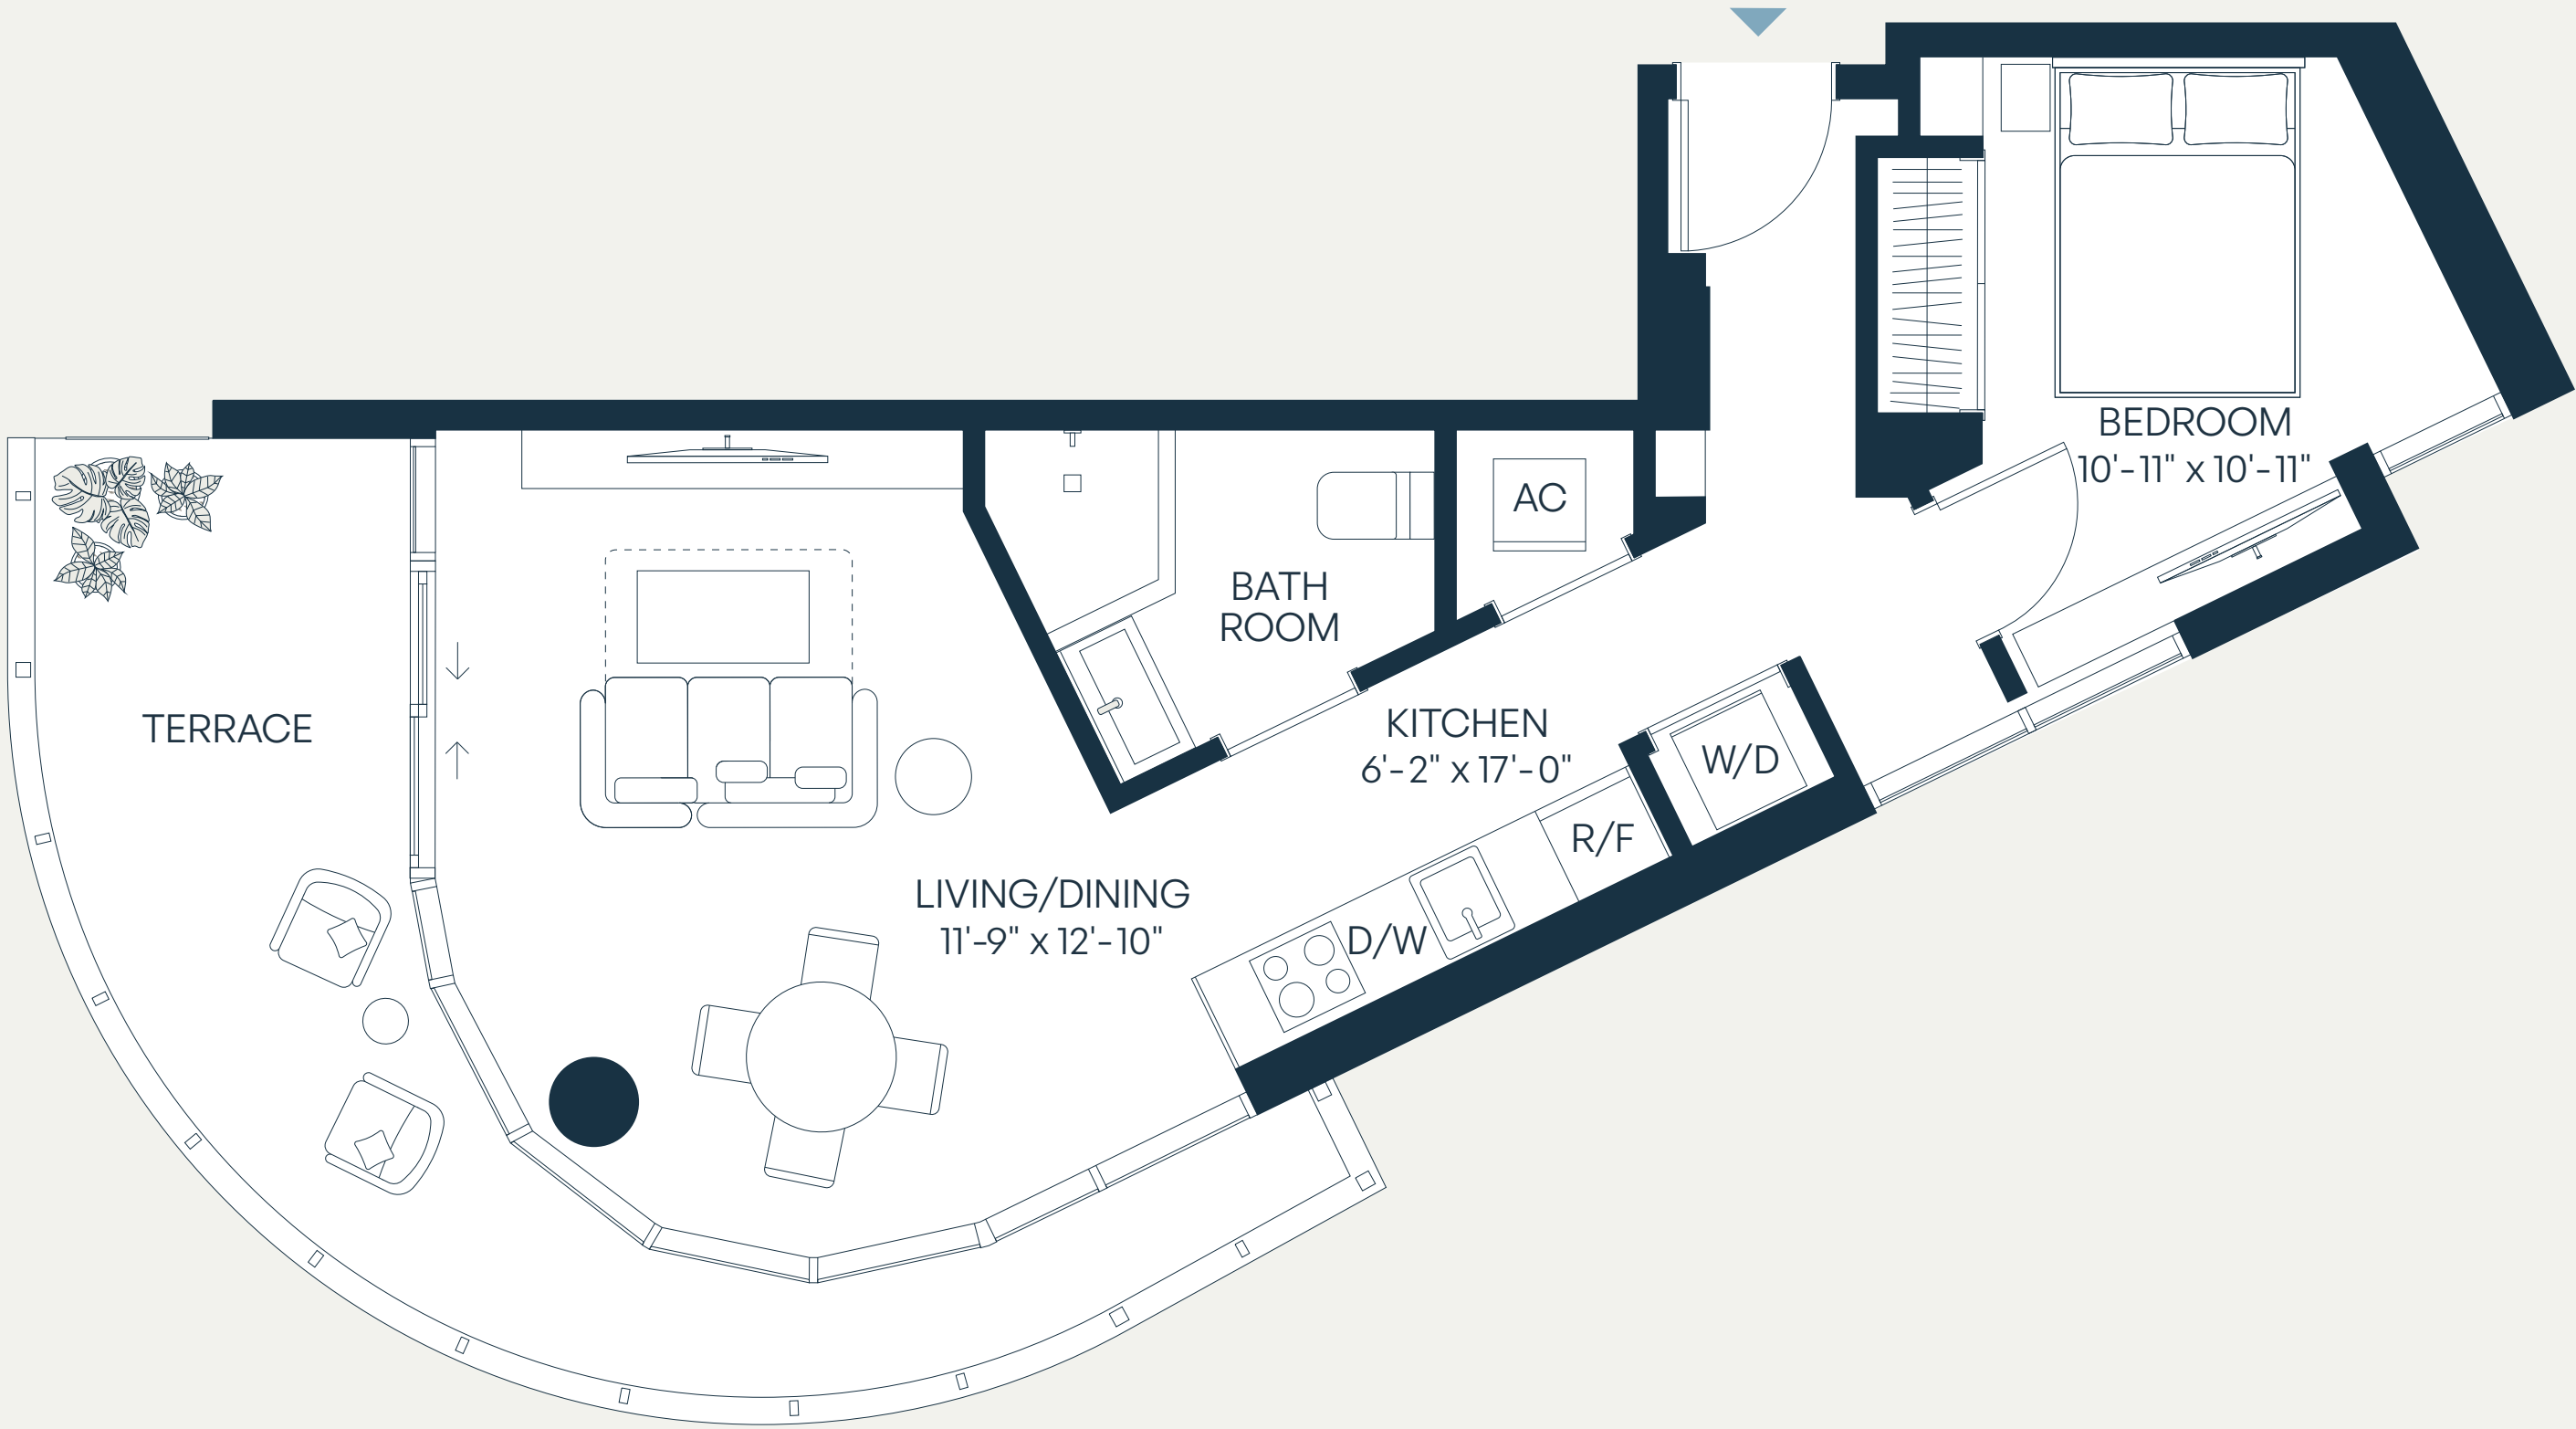 BEDROOM
10'-11" x 10'-11"
AC
BATH
ROOM
KITCHEN
6'-2" x 17'-0"
W/D
TERRACE
R/F
LIVING/DINING
11'-9" x 12'-10"
D/W